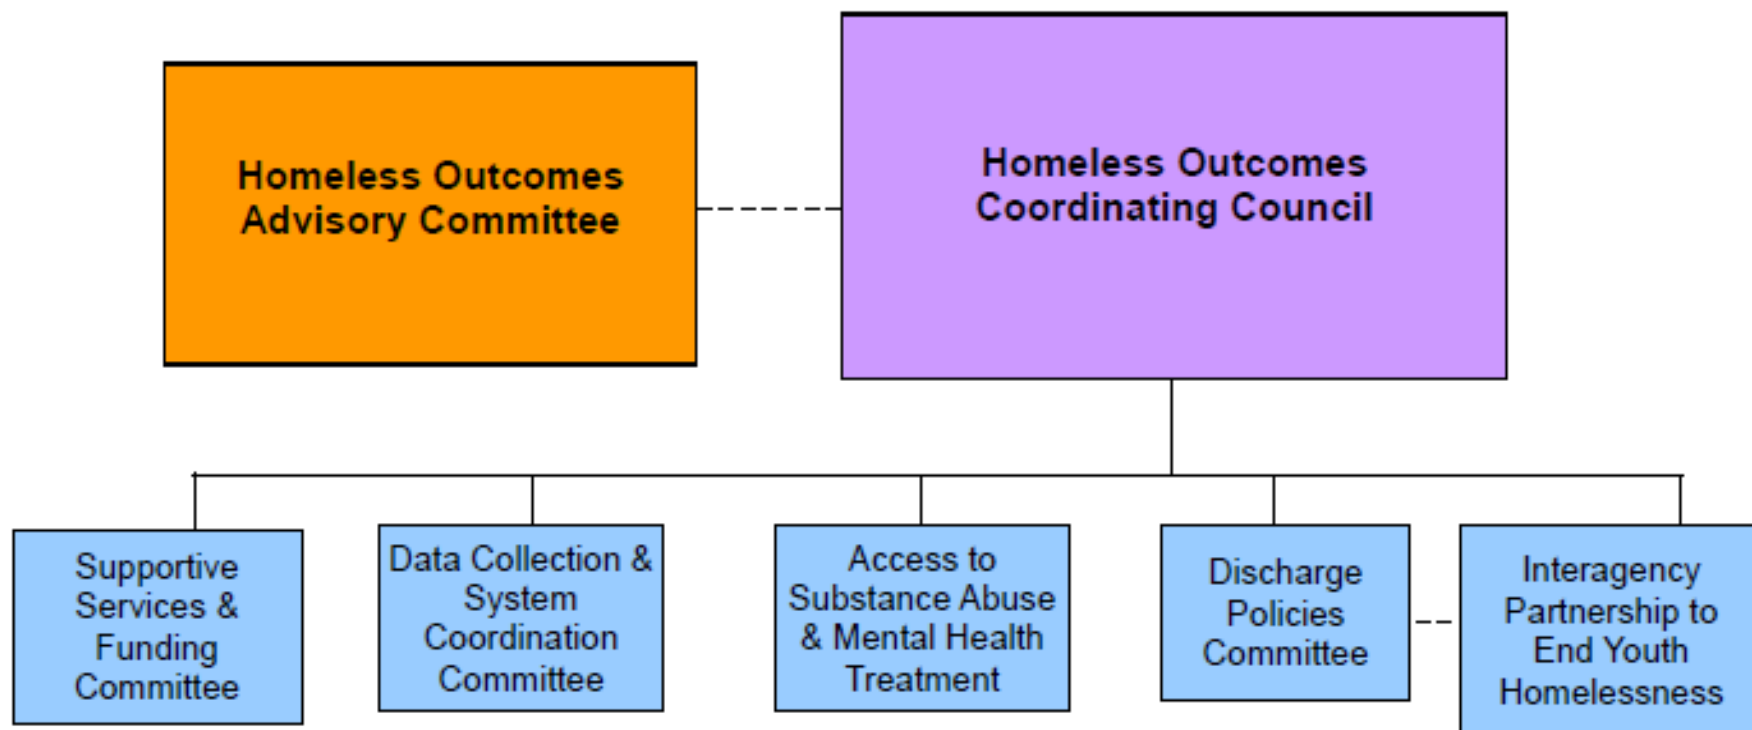 Homeless Outcomes
Advisory Committee
Homeless Outcomes
Coordinating Council
Supportive
Services &
Funding
Committee
Data Collection &
System
Coordination
Committee
Access to
Substance Abuse
& Mental Health
Treatment
Discharge
Policies
Committee
Interagency
Partnership to
End Youth
Homelessness